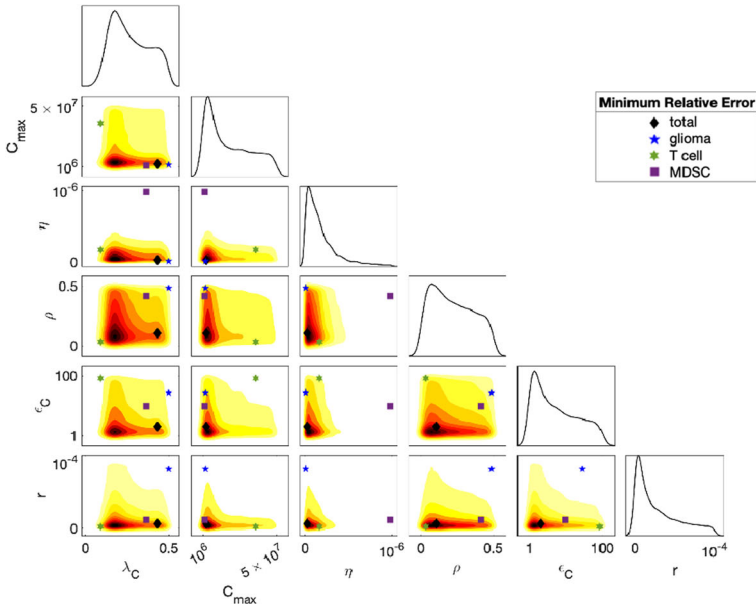 Minimum Relative Error
total
glioma
T cell
MDSC
C_max
5 × 10^7
10^6
η
10^-6
0
ρ
0.5
0
ϵ_C
100
1
r
10^-4
0
0
0.5
10^6
5 × 10^7
0
10^-6
0
0.5
1
100
0
10^-4
λ_C
C_max
η
ρ
ϵ_C
r